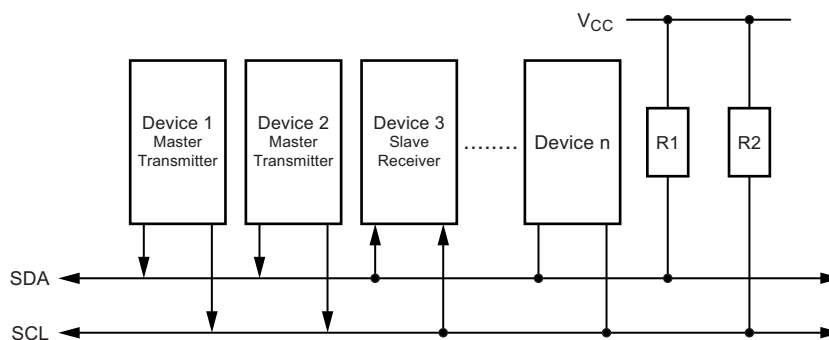 VCC
Device 1
Master
Transmitter
Device 2
Master
Transmitter
Device 3
Slave
Receiver
........
Device n
R1
R2
SDA
SCL